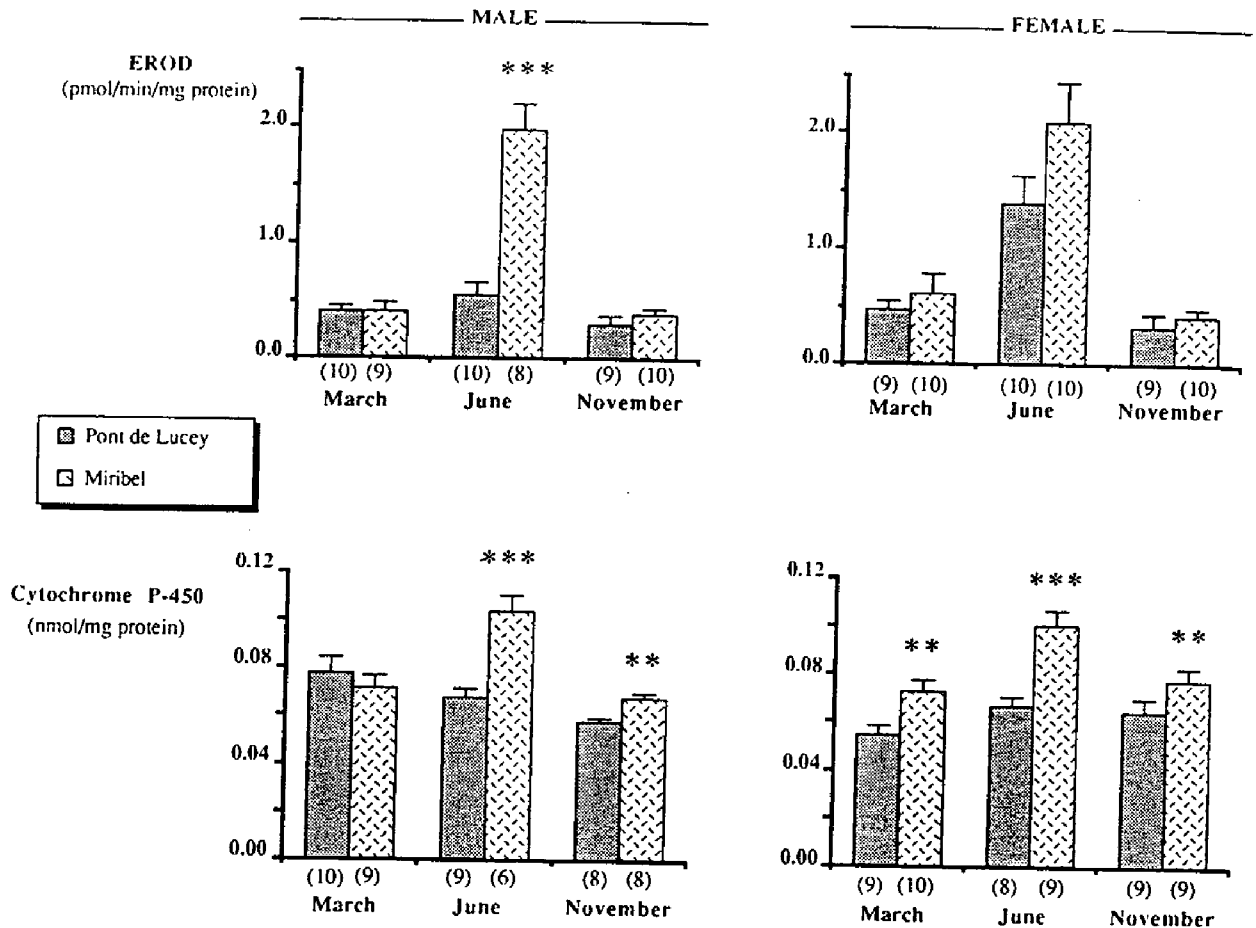 MALE
FEMALE
EROD
(pmol/min/mg protein)
***
2.0
1.0
0.0
(10) (9) (10) (8) (9) (10)
March June November
2.0
1.0
0.0
(9) (10) (10) (10) (9) (10)
March June November
Pont de Lucey
Miribel
Cytochrome P-450
(nmol/mg protein)
0.12
0.08
0.04
0.00
***
**
(10) (9) (9) (6) (8) (8)
March June November
0.12
0.08
0.04
0.00
**
***
**
(9) (10) (8) (9) (9) (9)
March June November